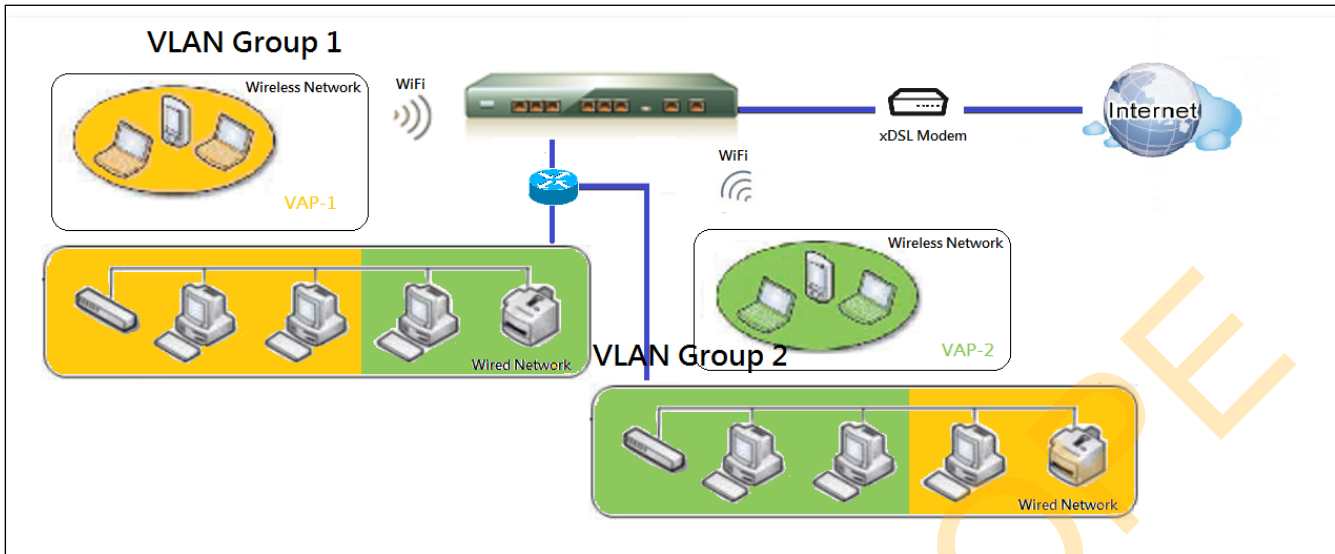 VLAN Group 1
Wireless Network
WiFi
VAP-1
xDSL Modem
Internet
WiFi
Wired Network
VLAN Group 2
Wireless Network
VAP-2
Wired Network
OPE